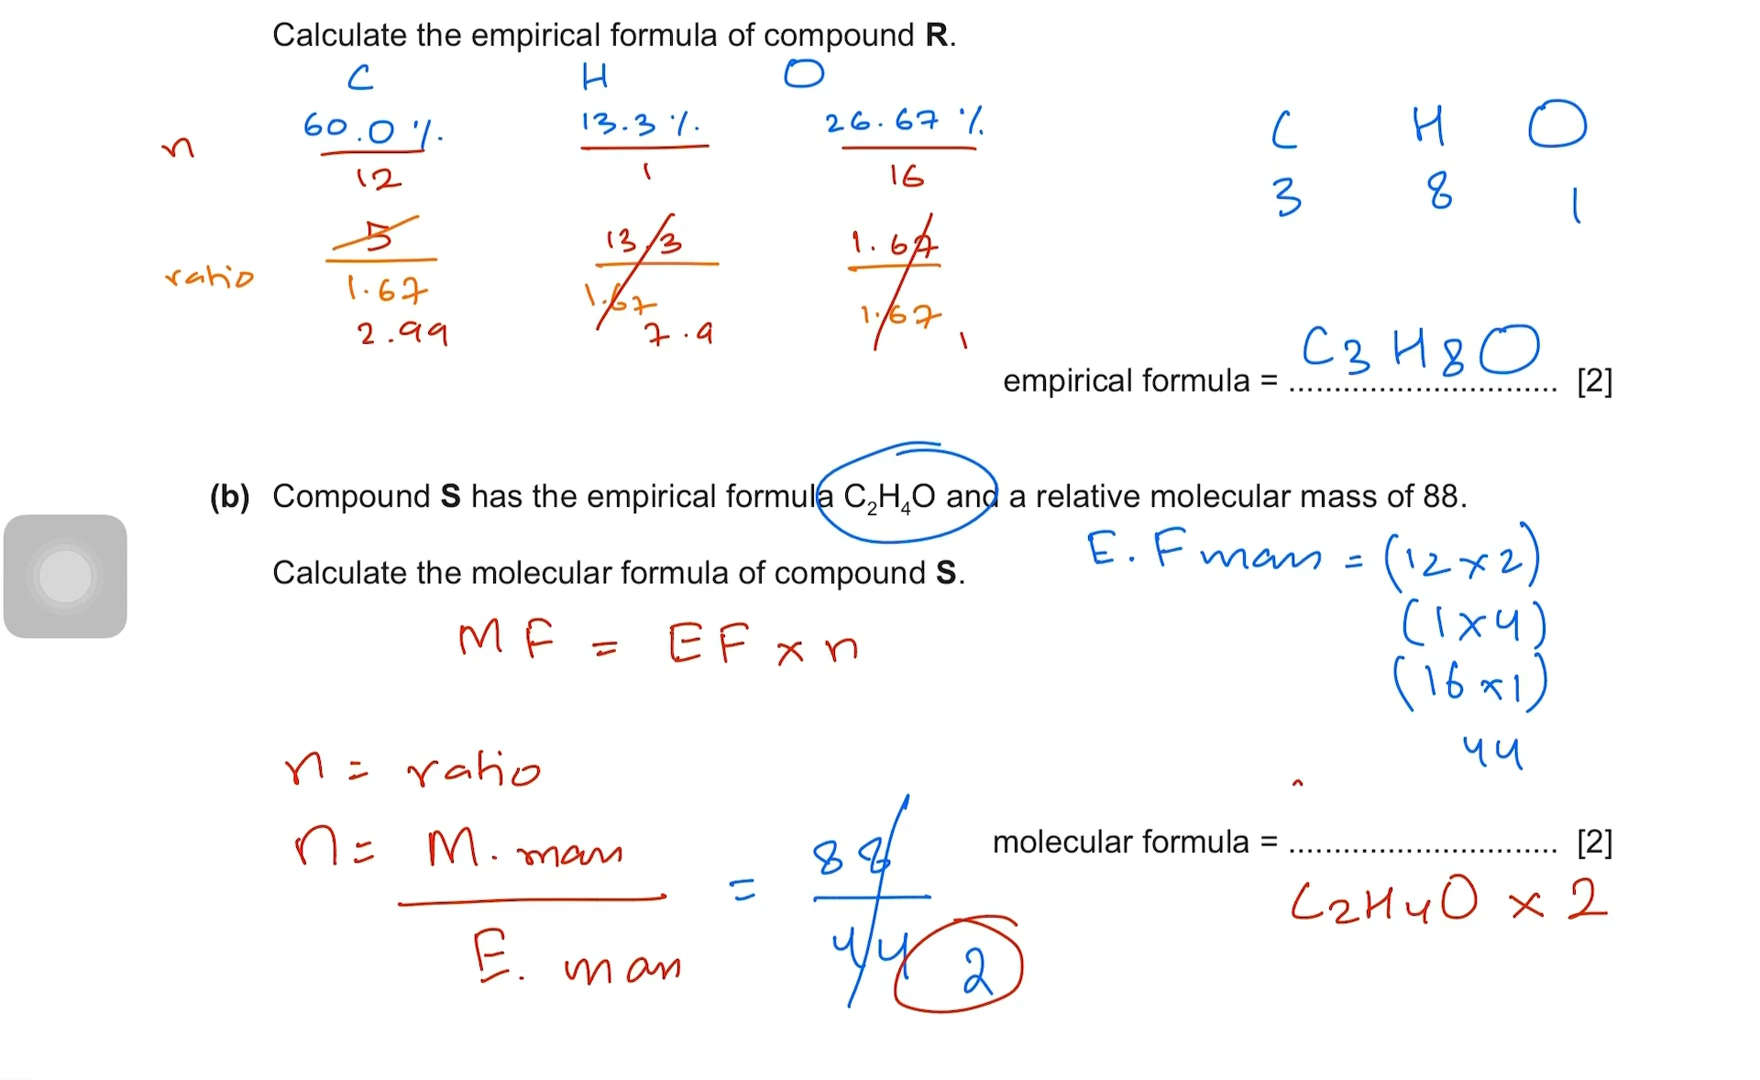 Calculate the empirical formula of compound R.
C H O
n 60.0 % 13.3 % 26.67 %
12 1 16
C H O
3 8 1
ratio 5 13/3 1.67
1.67 1.67 1.67
2.99 7.9 1
empirical formula = C3H8O [2]
(b) Compound S has the empirical formula C₂H₄O and a relative molecular mass of 88.
E.F mass = (12 x 2)
Calculate the molecular formula of compound S.
(1 x 4)
MF = EF x n
(16 x 1)
44
n = ratio
n = M. mass = 88
E. mass 44 2
molecular formula = .............................. [2]
C2H4O x 2